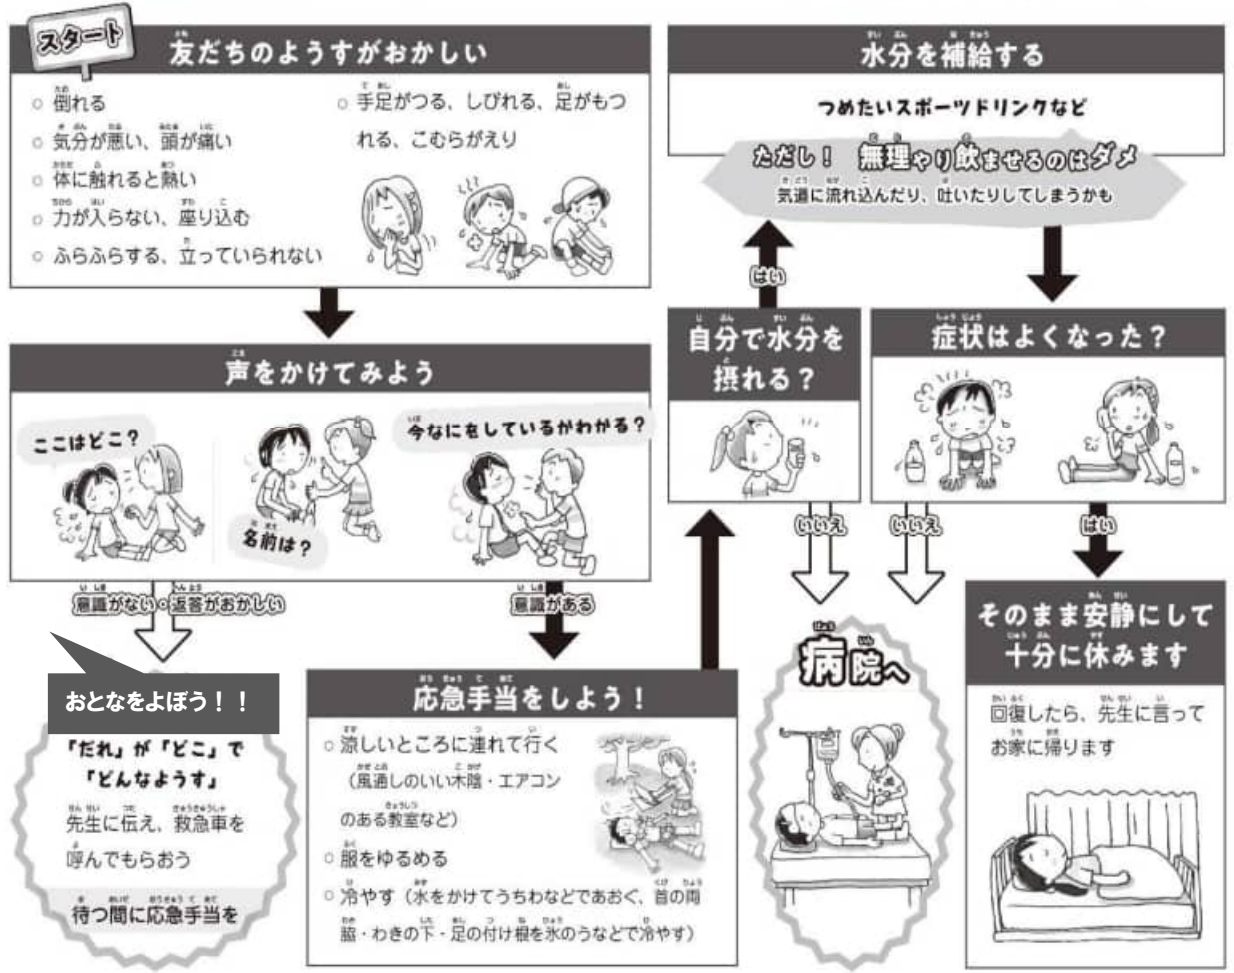 スタート
友だちのようすがおかしい
○ 倒れる
○ 気分が悪い、頭が痛い
○ 体に触れると熱い
○ 力が入らない、座り込む
○ ふらふらする、立っていられない
○ 手足がつる、しびれる、足がもつ
れる、こむらがえり
声をかけてみよう
ここはどこ？
名前は？
今なにをしているかわかる？
意識がない・返答がおかしい
意識がある
おとなをよぼう！！
「だれ」が「どこ」で
「どんなようす」
先生に伝え、救急車を
呼んでもらおう
待つ間に応急手当を
応急手当をしよう！
○ 涼しいところに連れて行く
（風通しのいい木陰・エアコン
のある教室など）
○ 服をゆるめる
○ 冷やす（水をかけてうちわなどであおぐ、首の両
脇・わきの下・足の付け根を氷のうなどで冷やす）
自分で水分を
摂れる？
はい
いいえ
水分を補給する
つめたいスポーツドリンクなど
ただし！ 無理やり飲ませるのはダメ
気道に流れ込んだり、吐いたりしてしまうかも
症状はよくなった？
いいえ
はい
病院へ
そのまま安静にして
十分に休みます
回復したら、先生に言って
お家に帰ります